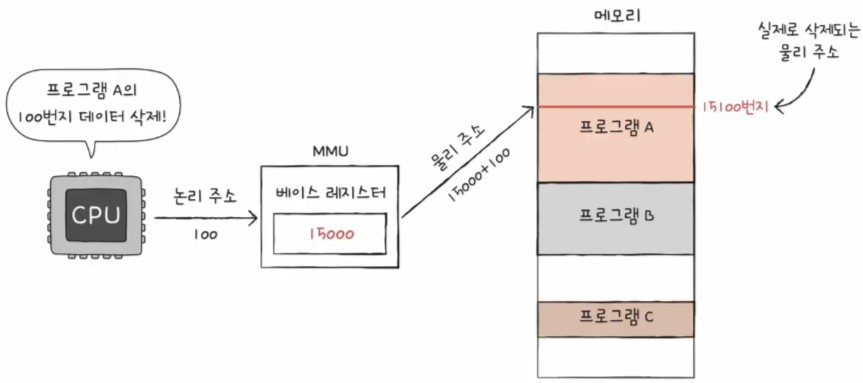 프로그램 A의
100번지 데이터 삭제!
CPU
논리 주소
100
MMU
베이스 레지스터
15000
물리 주소
15000+100
메모리
프로그램 A
프로그램 B
프로그램 C
15100번지
실제로 삭제되는
물리 주소